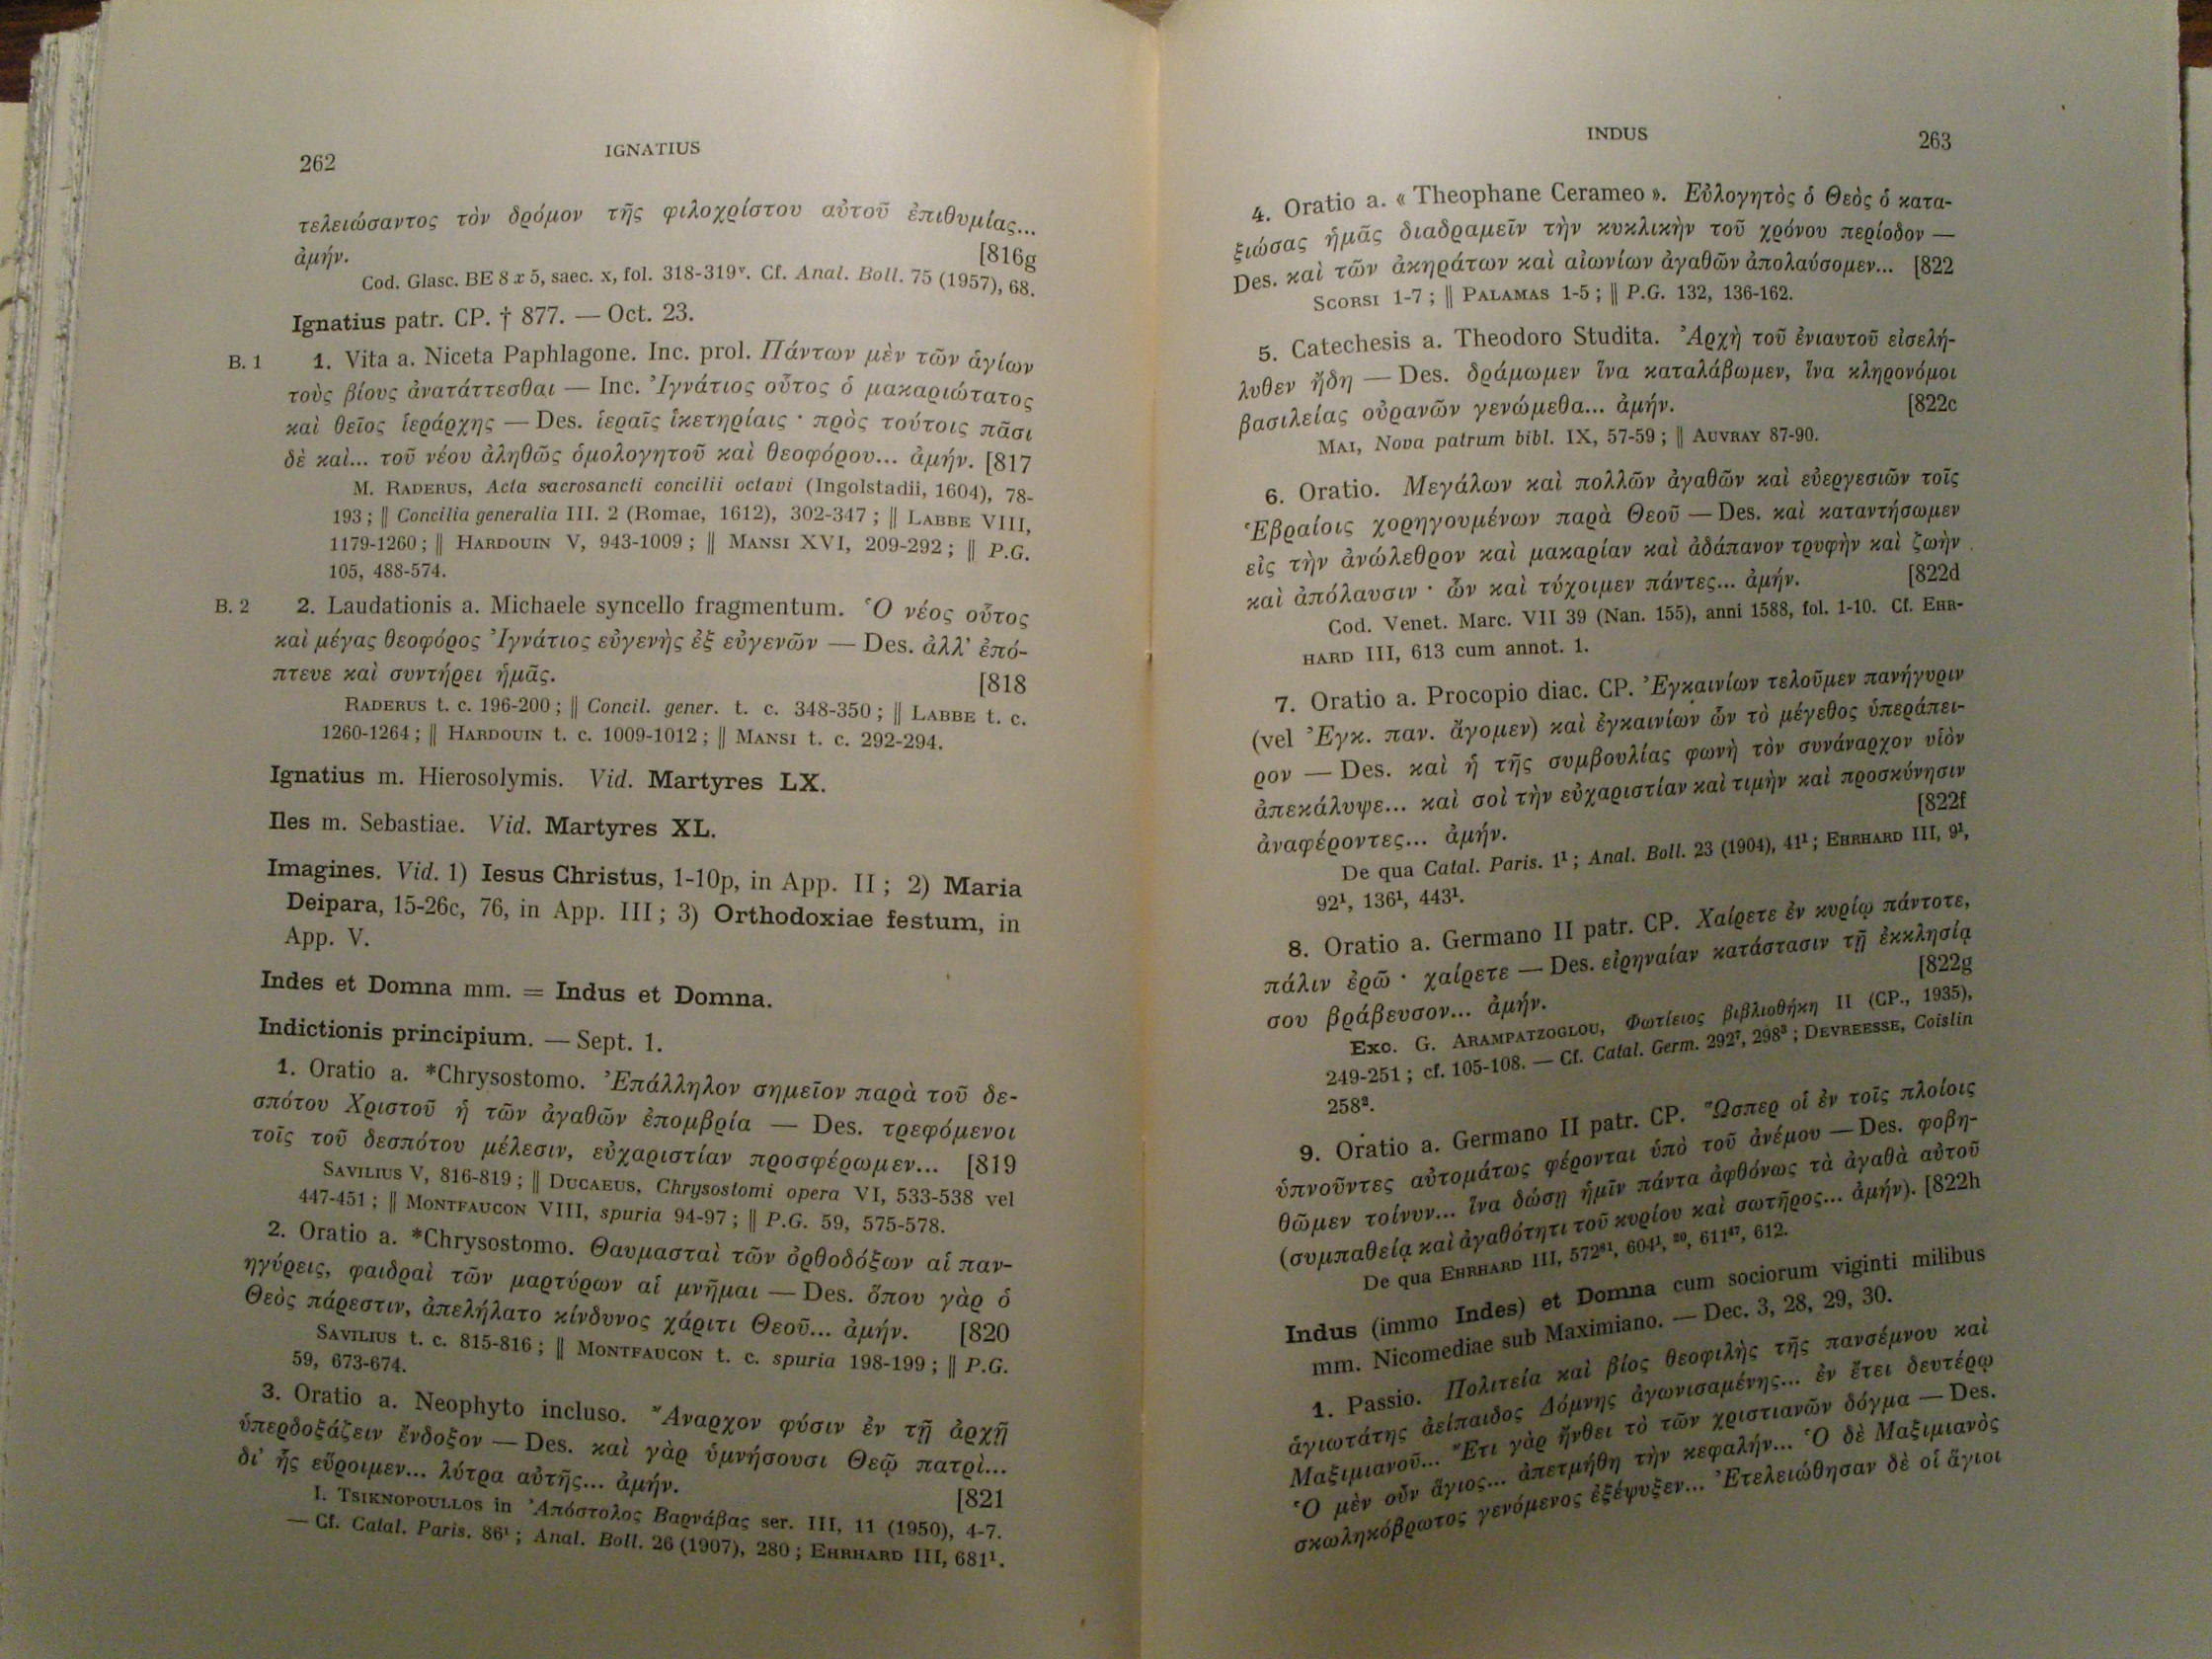 262
IGNATIUS
τελειώσαντος τὸν δρόμον τῆς φιλοχρίστου αὐτοῦ ἐπιθυμίας...
ἀμήν. [816g
Cod. Glasc. BE 8 x 5, saec. x, fol. 318-319ᵛ. Cf. Anal. Boll. 75 (1957), 68.
Ignatius patr. CP. † 877. — Oct. 23.
B. 1 1. Vita a. Niceta Paphlagone. Inc. prol. Πάντων μὲν τῶν ἁγίων
τοὺς βίους ἀνατάττεσθαι — Inc. Ἰγνάτιος οὗτος ὁ μακαριώτατος
καὶ θεῖος ἱεράρχης — Des. ἱεραῖς ἱκετηρίαις · πρὸς τούτοις πᾶσι
δὲ καὶ... τοῦ νέου ἀληθῶς ὁμολογητοῦ καὶ θεοφόρου... ἀμήν. [817
M. RADERUS, Acta sacrosancti concilii octavi (Ingolstadii, 1604), 78-
193 ; || Concilia generalia III. 2 (Romae, 1612), 302-347 ; || LABBE VIII,
1179-1260 ; || HARDOUIN V, 943-1009 ; || MANSI XVI, 209-292 ; || P.G.
105, 488-574.
B. 2 2. Laudationis a. Michaele syncello fragmentum. Ὁ νέος οὗτος
καὶ μέγας θεοφόρος Ἰγνάτιος εὐγενὴς ἐξ εὐγενῶν — Des. ἀλλ' ἐπό-
πτευε καὶ συντήρει ἡμᾶς. [818
RADERUS t. c. 196-200 ; || Concil. gener. t. c. 348-350 ; || LABBE t. c.
1260-1264 ; || HARDOUIN t. c. 1009-1012 ; || MANSI t. c. 292-294.
Ignatius m. Hierosolymis. Vid. Martyres LX.
Iles m. Sebastiae. Vid. Martyres XL.
Imagines. Vid. 1) Iesus Christus, 1-10p, in App. II ; 2) Maria
Deipara, 15-26c, 76, in App. III ; 3) Orthodoxiae festum, in
App. V.
Indes et Domna mm. = Indus et Domna.
Indictionis principium. — Sept. 1.
1. Oratio a. *Chrysostomo. Ἐπάλληλον σημεῖον παρὰ τοῦ δε-
σπότου Χριστοῦ ἡ τῶν ἀγαθῶν ἐπομβρία — Des. τρεφόμενοι
τοῖς τοῦ δεσπότου μέλεσιν, εὐχαριστίαν προσφέρωμεν... [819
SAVILIUS V, 816-819 ; || DUCAEUS, Chrysostomi opera VI, 533-538 vel
447-451 ; || MONTFAUCON VIII, spuria 94-97 ; || P.G. 59, 575-578.
2. Oratio a. *Chrysostomo. Θαυμασταὶ τῶν ὀρθοδόξων αἱ παν-
ηγύρεις, φαιδραὶ τῶν μαρτύρων αἱ μνῆμαι — Des. ὅπου γὰρ ὁ
Θεὸς πάρεστιν, ἀπελήλατο κίνδυνος χάριτι Θεοῦ... ἀμήν. [820
SAVILIUS t. c. 815-816 ; || MONTFAUCON t. c. spuria 198-199 ; || P.G.
59, 673-674.
3. Oratio a. Neophyto incluso. Ἄναρχον φύσιν ἐν τῇ ἀρχῇ
ὑπερδοξάζειν ἔνδοξον — Des. καὶ γὰρ ὑμνήσουσι Θεῷ πατρὶ...
δι' ἧς εὕροιμεν... λύτρα αὐτῆς... ἀμήν. [821
I. TSIKNOPOULLOS in Ἀπόστολος Βαρνάβας ser. III, 11 (1950), 4-7.
— Cf. Catal. Paris. 86¹ ; Anal. Boll. 26 (1907), 280 ; EHRHARD III, 681¹.
INDUS
263
4. Oratio a. « Theophane Cerameo ». Εὐλογητὸς ὁ Θεὸς ὁ κατα-
ξιώσας ἡμᾶς διαδραμεῖν τὴν κυκλικὴν τοῦ χρόνου περίοδον —
Des. καὶ τῶν ἀκηράτων καὶ αἰωνίων ἀγαθῶν ἀπολαύσομεν... [822
SCORSI 1-7 ; || PALAMAS 1-5 ; || P.G. 132, 136-162.
5. Catechesis a. Theodoro Studita. Ἀρχὴ τοῦ ἐνιαυτοῦ εἰσελή-
λυθεν ἤδη — Des. δράμωμεν ἵνα καταλάβωμεν, ἵνα κληρονόμοι
βασιλείας οὐρανῶν γενώμεθα... ἀμήν. [822c
MAI, Nova patrum bibl. IX, 57-59 ; || AUVRAY 87-90.
6. Oratio. Μεγάλων καὶ πολλῶν ἀγαθῶν καὶ εὐεργεσιῶν τοῖς
Ἑβραίοις χορηγουμένων παρὰ Θεοῦ — Des. καὶ καταντήσωμεν
εἰς τὴν ἀνώλεθρον καὶ μακαρίαν καὶ ἀδάπανον τρυφὴν καὶ ζωὴν
καὶ ἀπόλαυσιν · ὧν καὶ τύχοιμεν πάντες... ἀμήν. [822d
Cod. Venet. Marc. VII 39 (Nan. 155), anni 1588, fol. 1-10. Cf. EHR-
HARD III, 613 cum annot. 1.
7. Oratio a. Procopio diac. CP. Ἐγκαινίων τελοῦμεν πανήγυριν
(vel Ἐγκ. παν. ἄγομεν) καὶ ἐγκαινίων ὧν τὸ μέγεθος ὑπεράπει-
ρον — Des. καὶ ἡ τῆς συμβουλίας φωνὴ τὸν συνάναρχον υἱὸν
ἀπεκάλυψε... καὶ σοὶ τὴν εὐχαριστίαν καὶ τιμὴν καὶ προσκύνησιν
ἀναφέροντες... ἀμήν. [822f
De qua Catal. Paris. 1¹ ; Anal. Boll. 23 (1904), 41¹ ; EHRHARD III, 9¹,
92¹, 136¹, 443¹.
8. Oratio a. Germano II patr. CP. Χαίρετε ἐν κυρίῳ πάντοτε,
πάλιν ἐρῶ · χαίρετε — Des. εἰρηναίαν κατάστασιν τῇ ἐκκλησίᾳ
σου βράβευσον... ἀμήν. [822g
Exc. G. ARAMPATZOGLOU, Φωτίειος βιβλιοθήκη II (CP., 1935),
249-251 ; cf. 105-108. — Cf. Catal. Germ. 292⁷, 298³ ; DEVREESSE, Coislin
258².
9. Oratio a. Germano II patr. CP. Ὥσπερ οἱ ἐν τοῖς πλοίοις
ὑπνοῦντες αὐτομάτως φέρονται ὑπὸ τοῦ ἀνέμου — Des. φοβη-
θῶμεν τοίνυν... ἵνα δώσῃ ἡμῖν πάντα ἀφθόνως τὰ ἀγαθὰ αὐτοῦ
(συμπαθείᾳ καὶ ἀγαθότητι τοῦ κυρίου καὶ σωτῆρος... ἀμήν). [822h
De qua EHRHARD III, 604¹, ²⁰, 612.
Indus (immo Indes) et Domna cum sociorum viginti milibus
mm. Nicomediae sub Maximiano. — Dec. 3, 28, 29, 30.
1. Passio. Πολιτεία καὶ βίος θεοφιλὴς τῆς πανσέμνου καὶ
ἁγιωτάτης ἀείπαιδος Δόμνης ἀγωνισαμένης... ἐν ἔτει δευτέρῳ
Μαξιμιανοῦ... Ἔτι γὰρ ἤνθει τὸ τῶν χριστιανῶν δόγμα — Des.
Ὁ μὲν οὖν ἅγιος... ἀπετμήθη τὴν κεφαλήν... Ὁ δὲ Μαξιμιανὸς
σκωληκόβρωτος γενόμενος ἐξέψυξεν... Ἐτελειώθησαν δὲ οἱ ἅγιοι